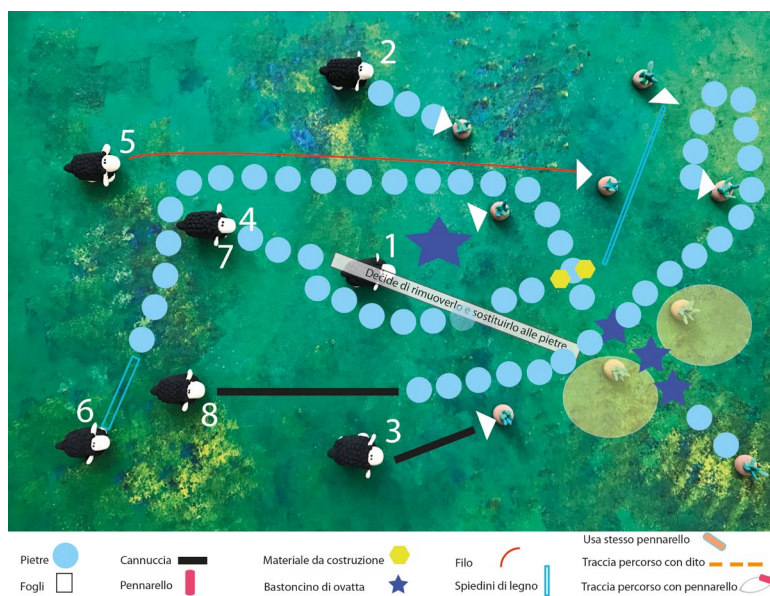 2
5
4
7
1
Decide di rimuoverlo e sostituirlo alle pietre
6
8
3
Pietre
Cannuccia
Materiale da costruzione
Filo
Usa stesso pennarello
Traccia percorso con dito
Fogli
Pennarello
Bastoncino di ovatta
Spiedini di legno
Traccia percorso con pennarello